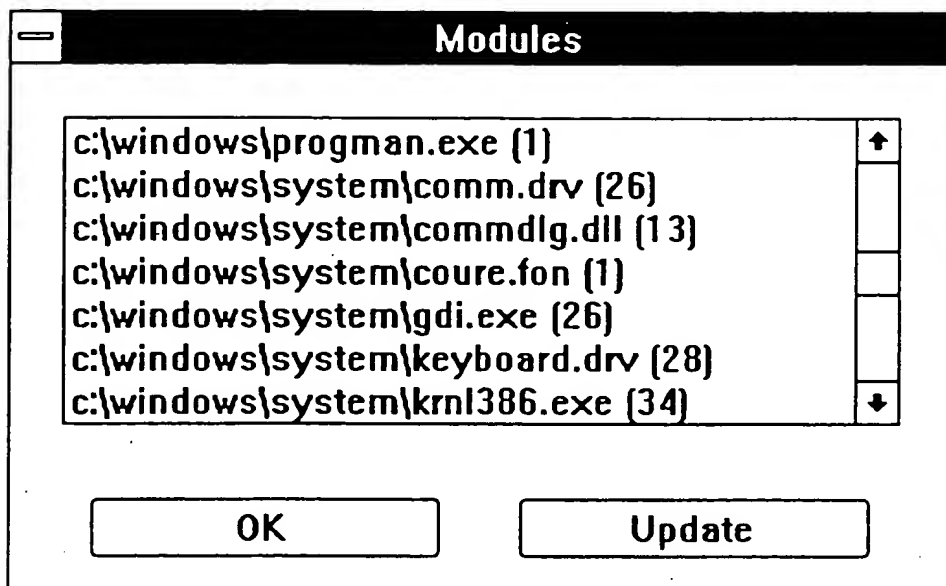 Modules
c:\windows\progman.exe (1)
c:\windows\system\comm.drv (26)
c:\windows\system\commdlg.dll (13)
c:\windows\system\coure.fon (1)
c:\windows\system\gdi.exe (26)
c:\windows\system\keyboard.drv (28)
c:\windows\system\krnl386.exe (34)
OK
Update